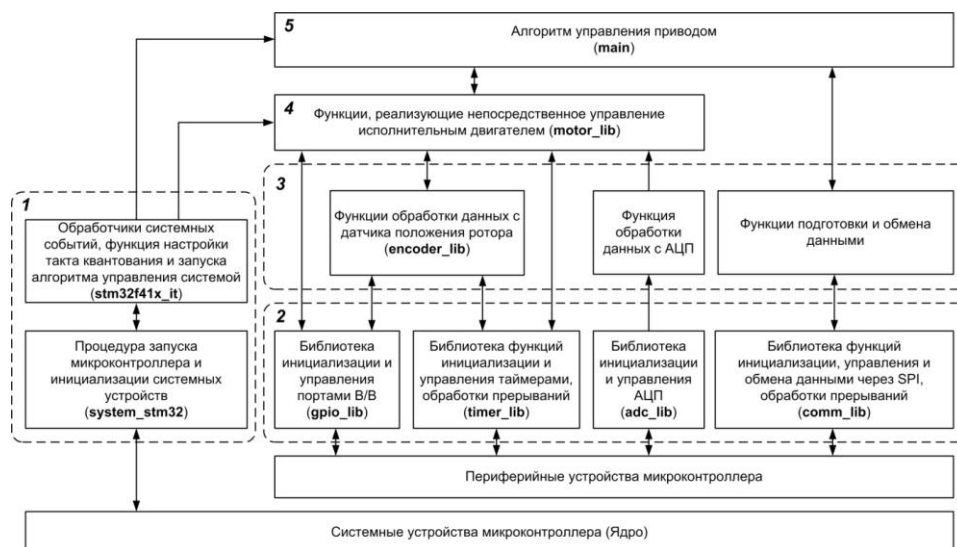 5
Алгоритм управления приводом
(main)
4
Функции, реализующие непосредственное управление
исполнительным двигателем (motor_lib)
3
Функции обработки данных с
датчика положения ротора
(encoder_lib)
Функция
обработки
данных с АЦП
Функции подготовки и обмена
данными
1
Обработчики системных
событий, функция настройки
такта квантования и запуска
алгоритма управления системой
(stm32f41x_it)
Процедура запуска
микроконтроллера и
инициализации системных
устройств
(system_stm32)
2
Библиотека
инициализации и
управления
портами В/В
(gpio_lib)
Библиотека функций
инициализации и
управления таймерами,
обработки прерываний
(timer_lib)
Библиотека
инициализации
и управления
АЦП
(adc_lib)
Библиотека функций
инициализации, управления и
обмена данными через SPI,
обработки прерываний
(comm_lib)
Периферийные устройства микроконтроллера
Системные устройства микроконтроллера (Ядро)